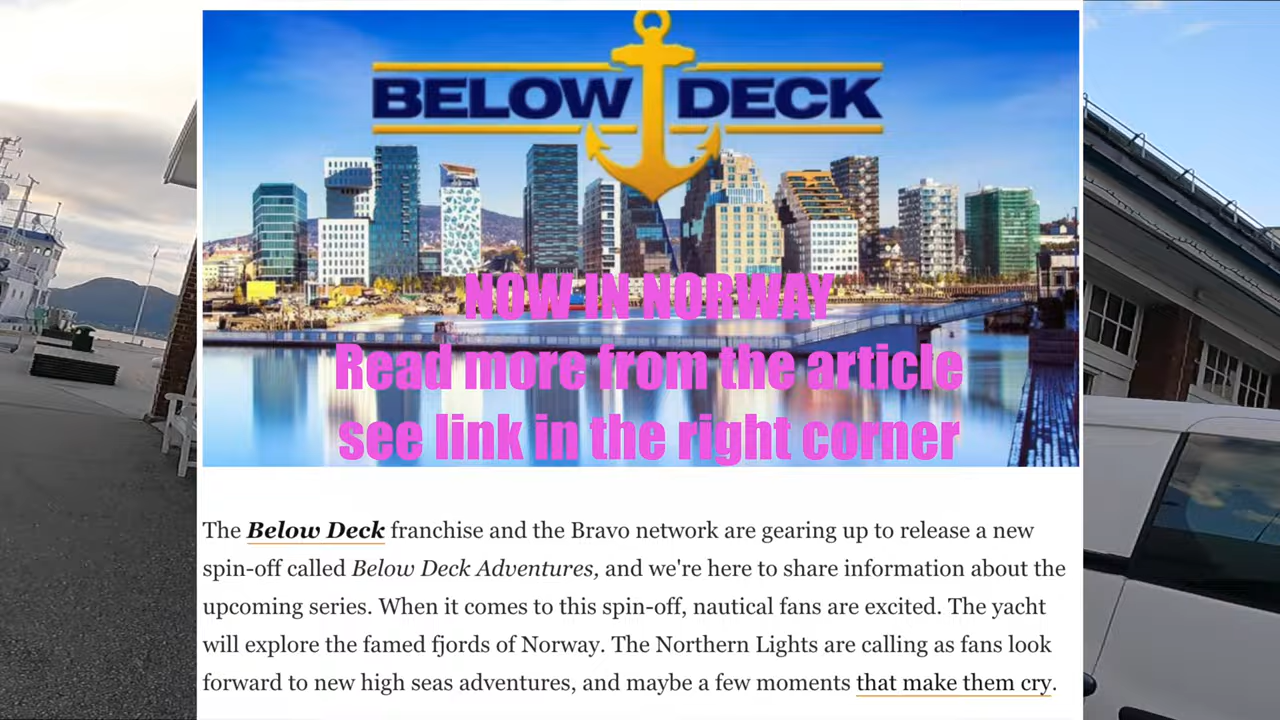 BELOW DECK
NOW IN NORWAY
Read more from the article
see link in the right corner
The Below Deck franchise and the Bravo network are gearing up to release a new
spin-off called Below Deck Adventures, and we're here to share information about the
upcoming series. When it comes to this spin-off, nautical fans are excited. The yacht
will explore the famed fjords of Norway. The Northern Lights are calling as fans look
forward to new high seas adventures, and maybe a few moments that make them cry.